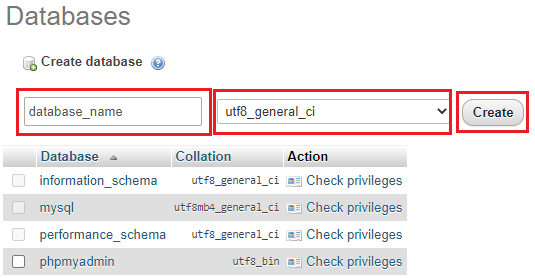 Databases
Create database
database_name utf8_general_ci Create
Database Collation Action
information_schema utf8_general_ci Check privileges
mysql utf8mb4_general_ci Check privileges
performance_schema utf8_general_ci Check privileges
phpmyadmin utf8_bin Check privileges